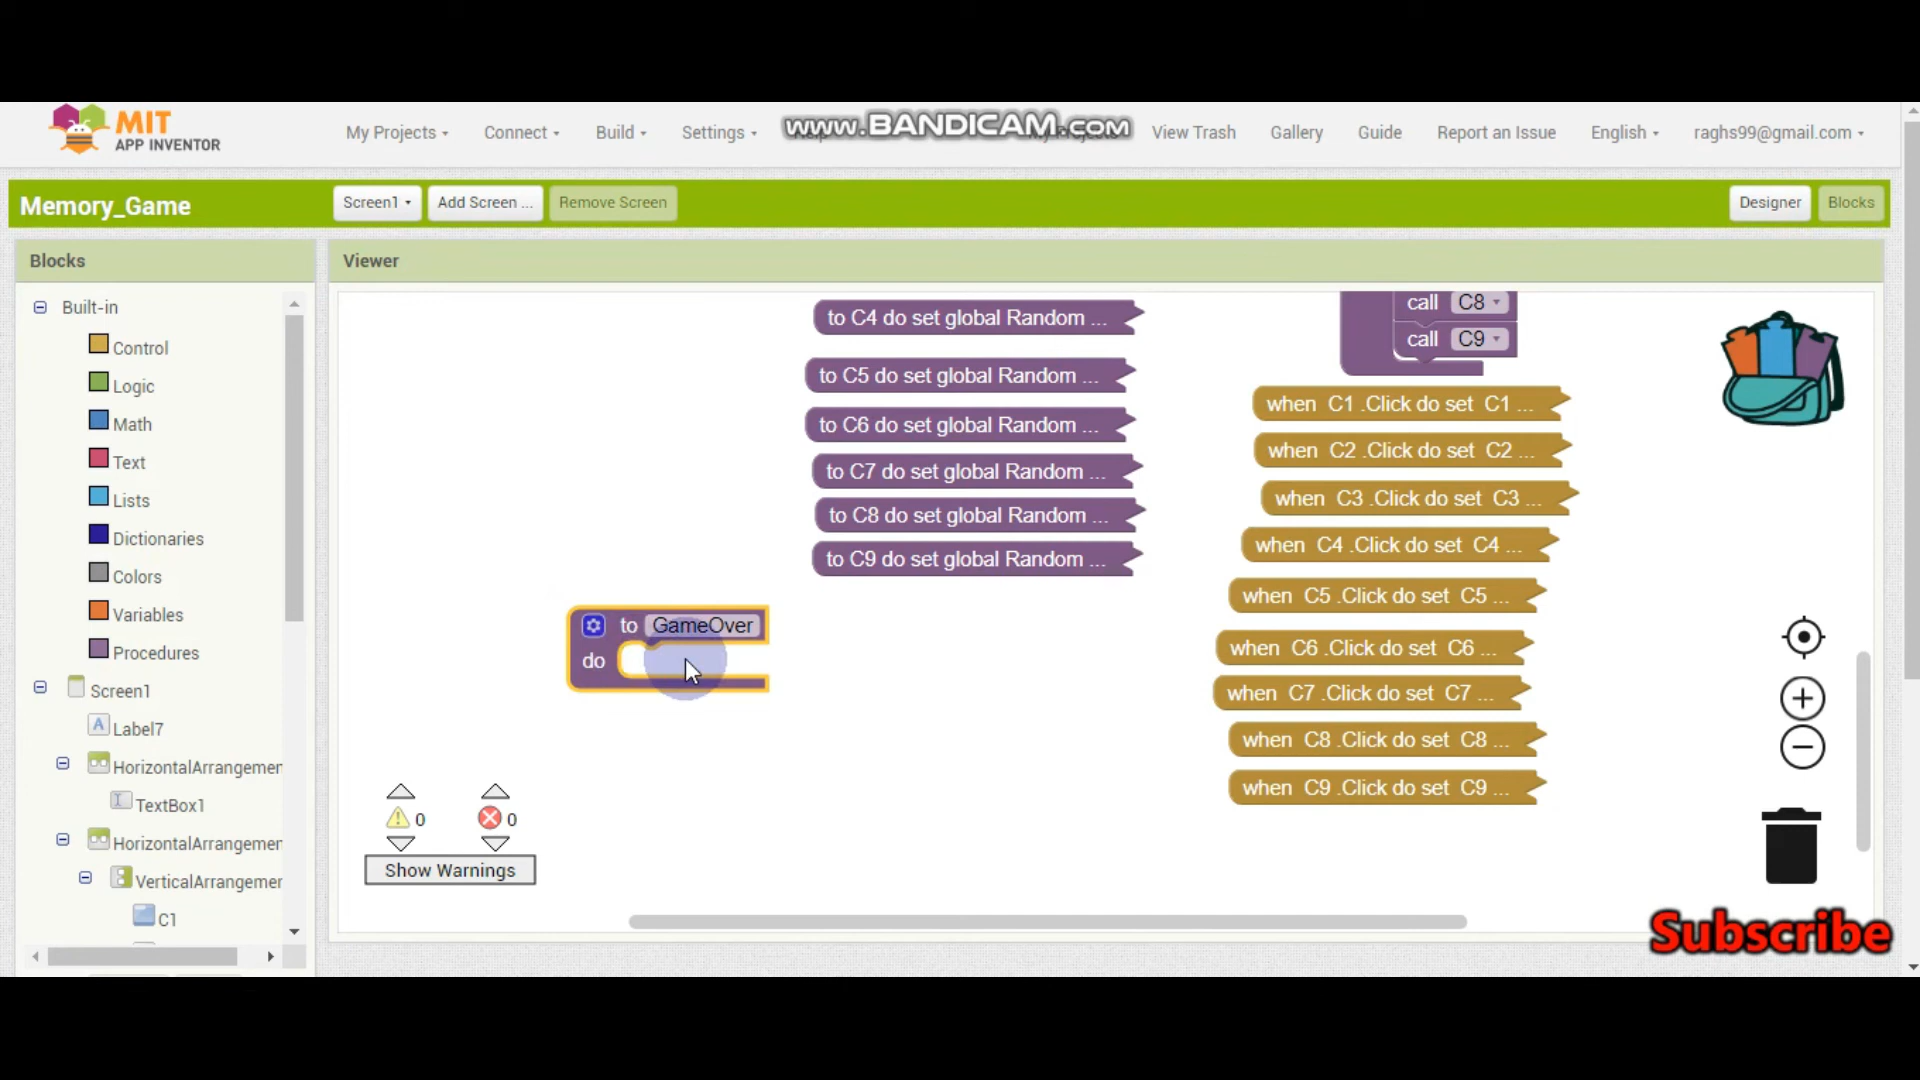 MIT
APP INVENTOR
My Projects
Connect
Build
Settings
www.BANDICAM.com
View Trash
Gallery
Guide
Report an Issue
English
raghs99@gmail.com
Memory_Game
Screen1
Add Screen ...
Remove Screen
Designer
Blocks
Blocks
Viewer
Built-in
Control
Logic
Math
Text
Lists
Dictionaries
Colors
Variables
Procedures
Screen1
Label7
HorizontalArrangemen
TextBox1
HorizontalArrangemen
VerticalArrangemen
C1
to C4 do set global Random ...
to C5 do set global Random ...
to C6 do set global Random ...
to C7 do set global Random ...
to C8 do set global Random ...
to C9 do set global Random ...
to GameOver
do
call C8
call C9
when C1 .Click do set C1 ...
when C2 .Click do set C2 ...
when C3 .Click do set C3 ...
when C4 .Click do set C4 ...
when C5 .Click do set C5 ...
when C6 .Click do set C6 ...
when C7 .Click do set C7 ...
when C8 .Click do set C8 ...
when C9 .Click do set C9 ...
0
0
Show Warnings
Subscribe